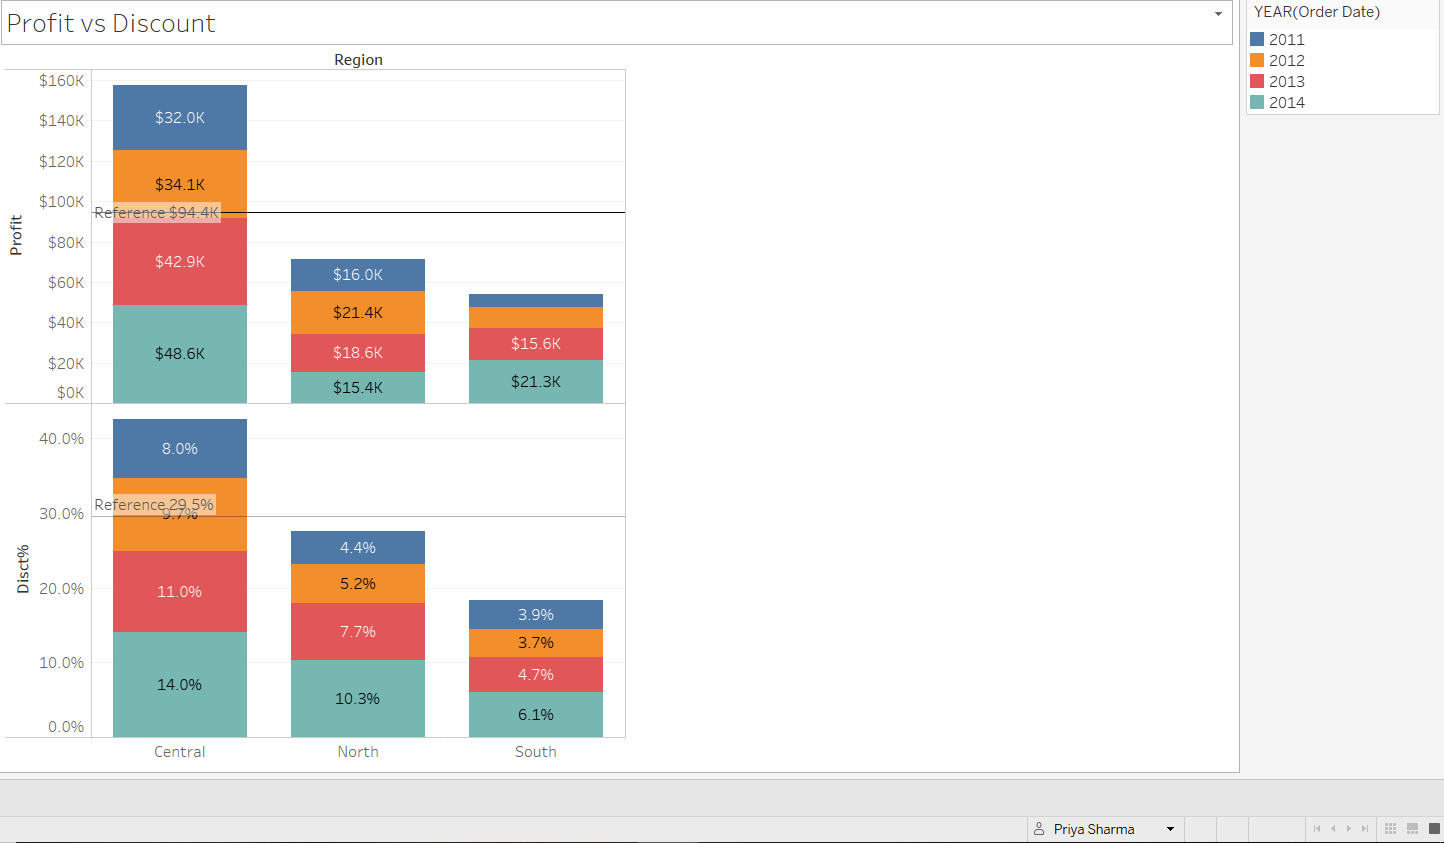 Profit vs Discount
YEAR(Order Date)
2011
2012
2013
2014
Region
Profit
$160K
$140K
$120K
$100K
$80K
$60K
$40K
$20K
$0K
$32.0K
$34.1K
Reference $94.4K
$42.9K
$48.6K
$16.0K
$21.4K
$18.6K
$15.4K
$15.6K
$21.3K
Disct%
40.0%
30.0%
20.0%
10.0%
0.0%
8.0%
Reference 29.5%
9.7%
11.0%
14.0%
4.4%
5.2%
7.7%
10.3%
3.9%
3.7%
4.7%
6.1%
Central North South
Priya Sharma